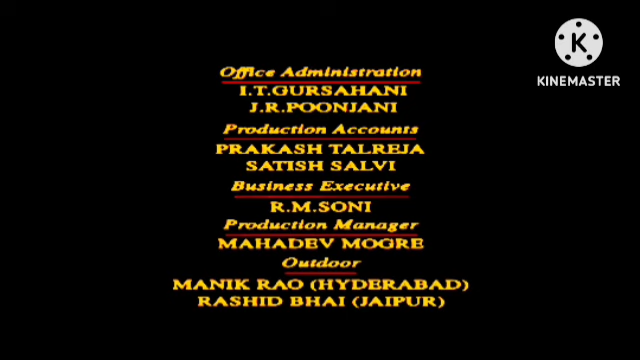 Office Administration
I.T.GURSAHANI
J.R.POONJANI
Production Accounts
PRAKASH TALREJA
SATISH SALVI
Business Executive
R.M.SONI
Production Manager
MAHADEV MOGRE
Outdoor
MANIK RAO (HYDERABAD)
RASHID BHAI (JAIPUR)
K
KINEMASTER